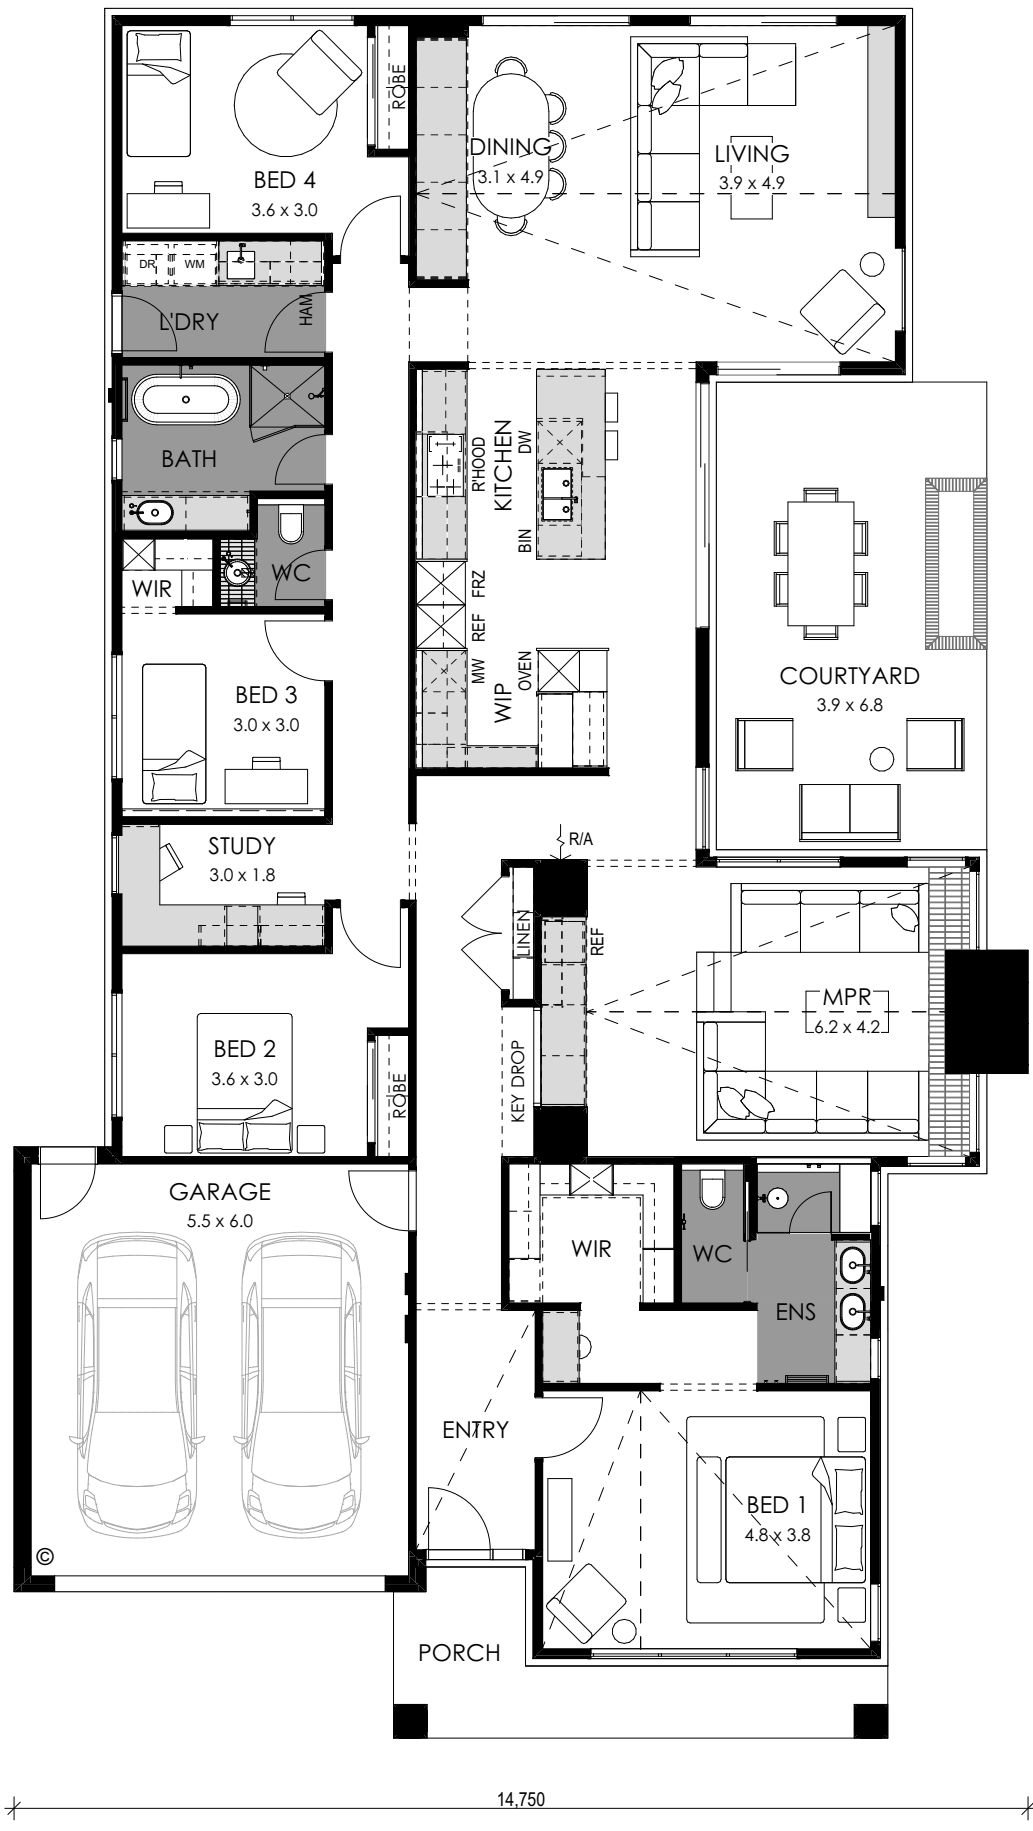 ROBE
DINING
3.1 x 4.9
LIVING
3.9 x 4.9
BED 4
3.6 x 3.0
DR
WM
L'DRY
HAM
BATH
R'HOOD
KITCHEN
DW
BIN
WC
WIR
FRZ
REF
MW
WIP
OVEN
BED 3
3.0 x 3.0
COURTYARD
3.9 x 6.8
STUDY
3.0 x 1.8
R/A
LINEN
REF
MPR
6.2 x 4.2
BED 2
3.6 x 3.0
ROBE
KEY DROP
GARAGE
5.5 x 6.0
WIR
WC
ENS
ENTRY
BED 1
4.8 x 3.8
©
PORCH
14,750